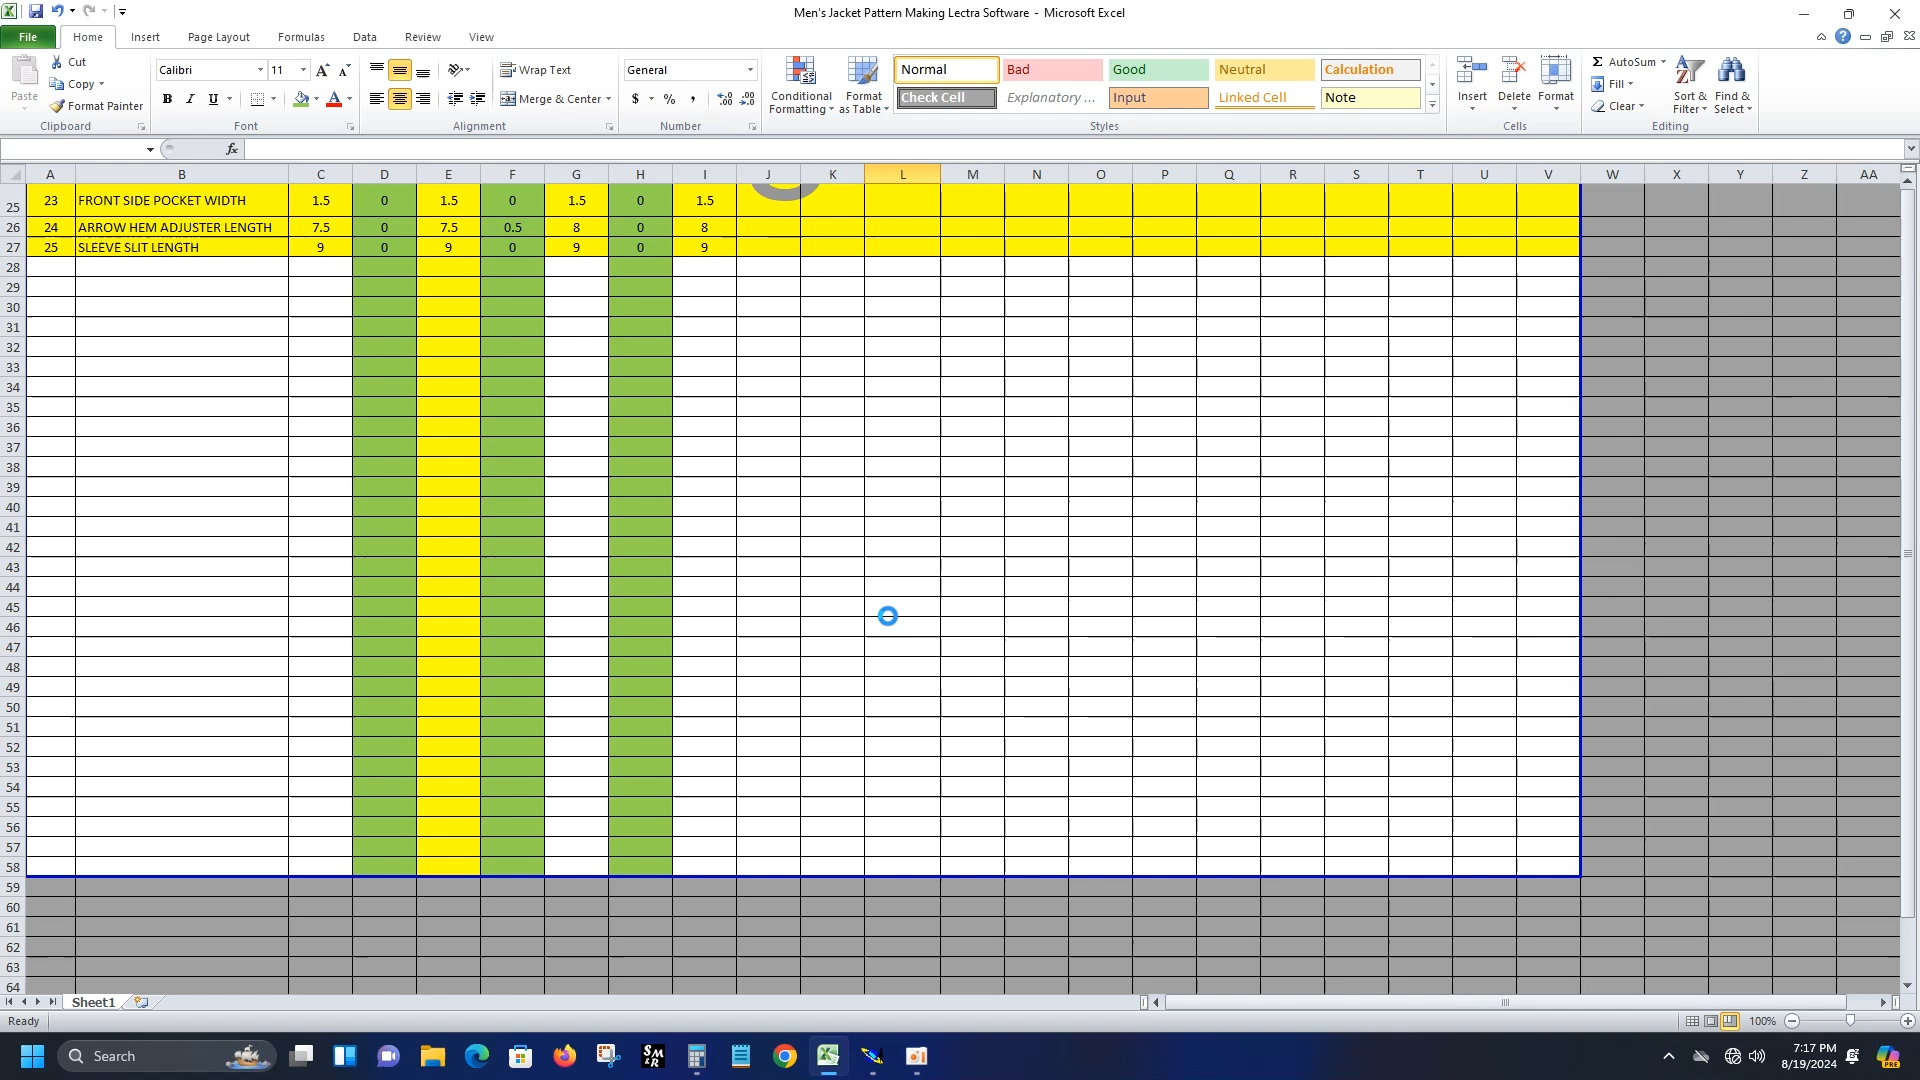 Men's Jacket Pattern Making Lectra Software - Microsoft Excel
File Home Insert Page Layout Formulas Data Review View
Paste Cut Copy Format Painter Clipboard
Calibri 11 B I U Font
Wrap Text Merge & Center Alignment
General $ % , Number
Conditional Formatting Format as Table
Normal Bad Good Neutral Calculation
Check Cell Explanatory ... Input Linked Cell Note
Styles
Insert Delete Format Cells
AutoSum Fill Clear Sort & Filter Find & Select Editing
fx
A B C D E F G H I J K L M N O P Q R S T U V W X Y Z AA
25 23 FRONT SIDE POCKET WIDTH 1.5 0 1.5 0 1.5 0 1.5
26 24 ARROW HEM ADJUSTER LENGTH 7.5 0 7.5 0.5 8 0 8
27 25 SLEEVE SLIT LENGTH 9 0 9 0 9 0 9
28
29
30
31
32
33
34
35
36
37
38
39
40
41
42
43
44
45
46
47
48
49
50
51
52
53
54
55
56
57
58
59
60
61
62
63
64
Sheet1
Ready 100%
Search SM &R 7:17 PM
8/19/2024 PRE